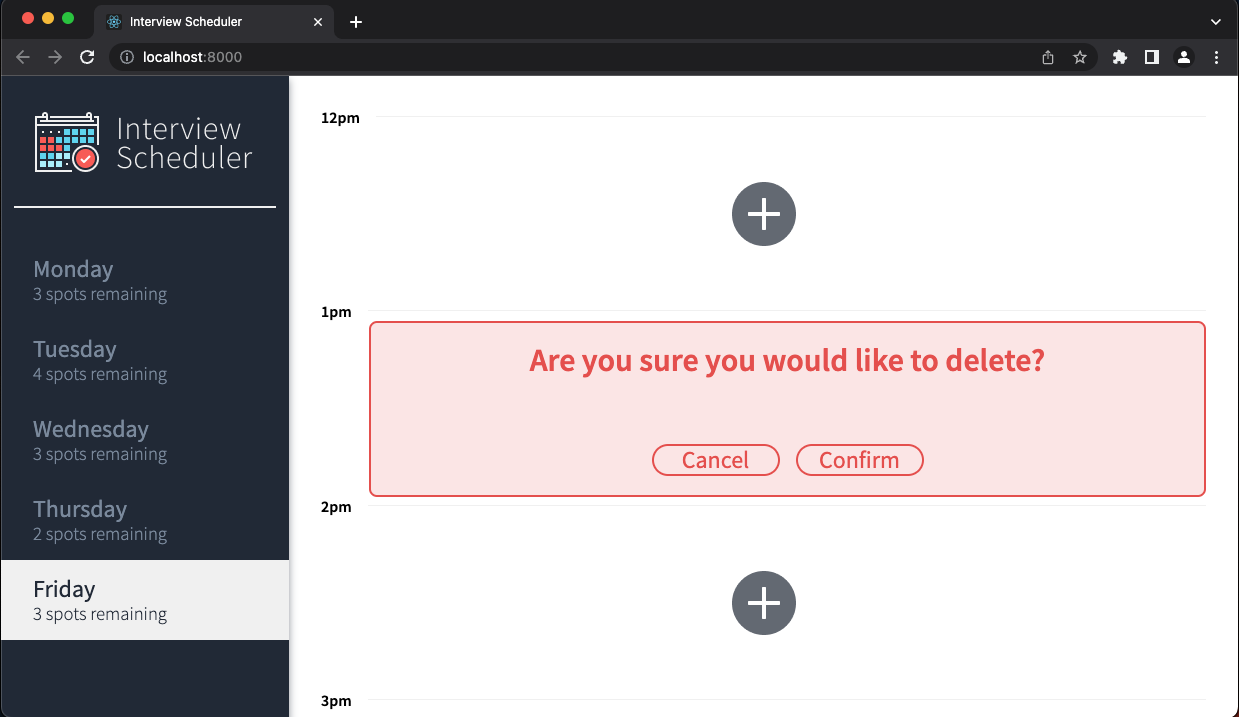 Interview Scheduler
localhost:8000
Interview
Scheduler
Monday
3 spots remaining
Tuesday
4 spots remaining
Wednesday
3 spots remaining
Thursday
2 spots remaining
Friday
3 spots remaining
12pm
1pm
Are you sure you would like to delete?
Cancel Confirm
2pm
3pm